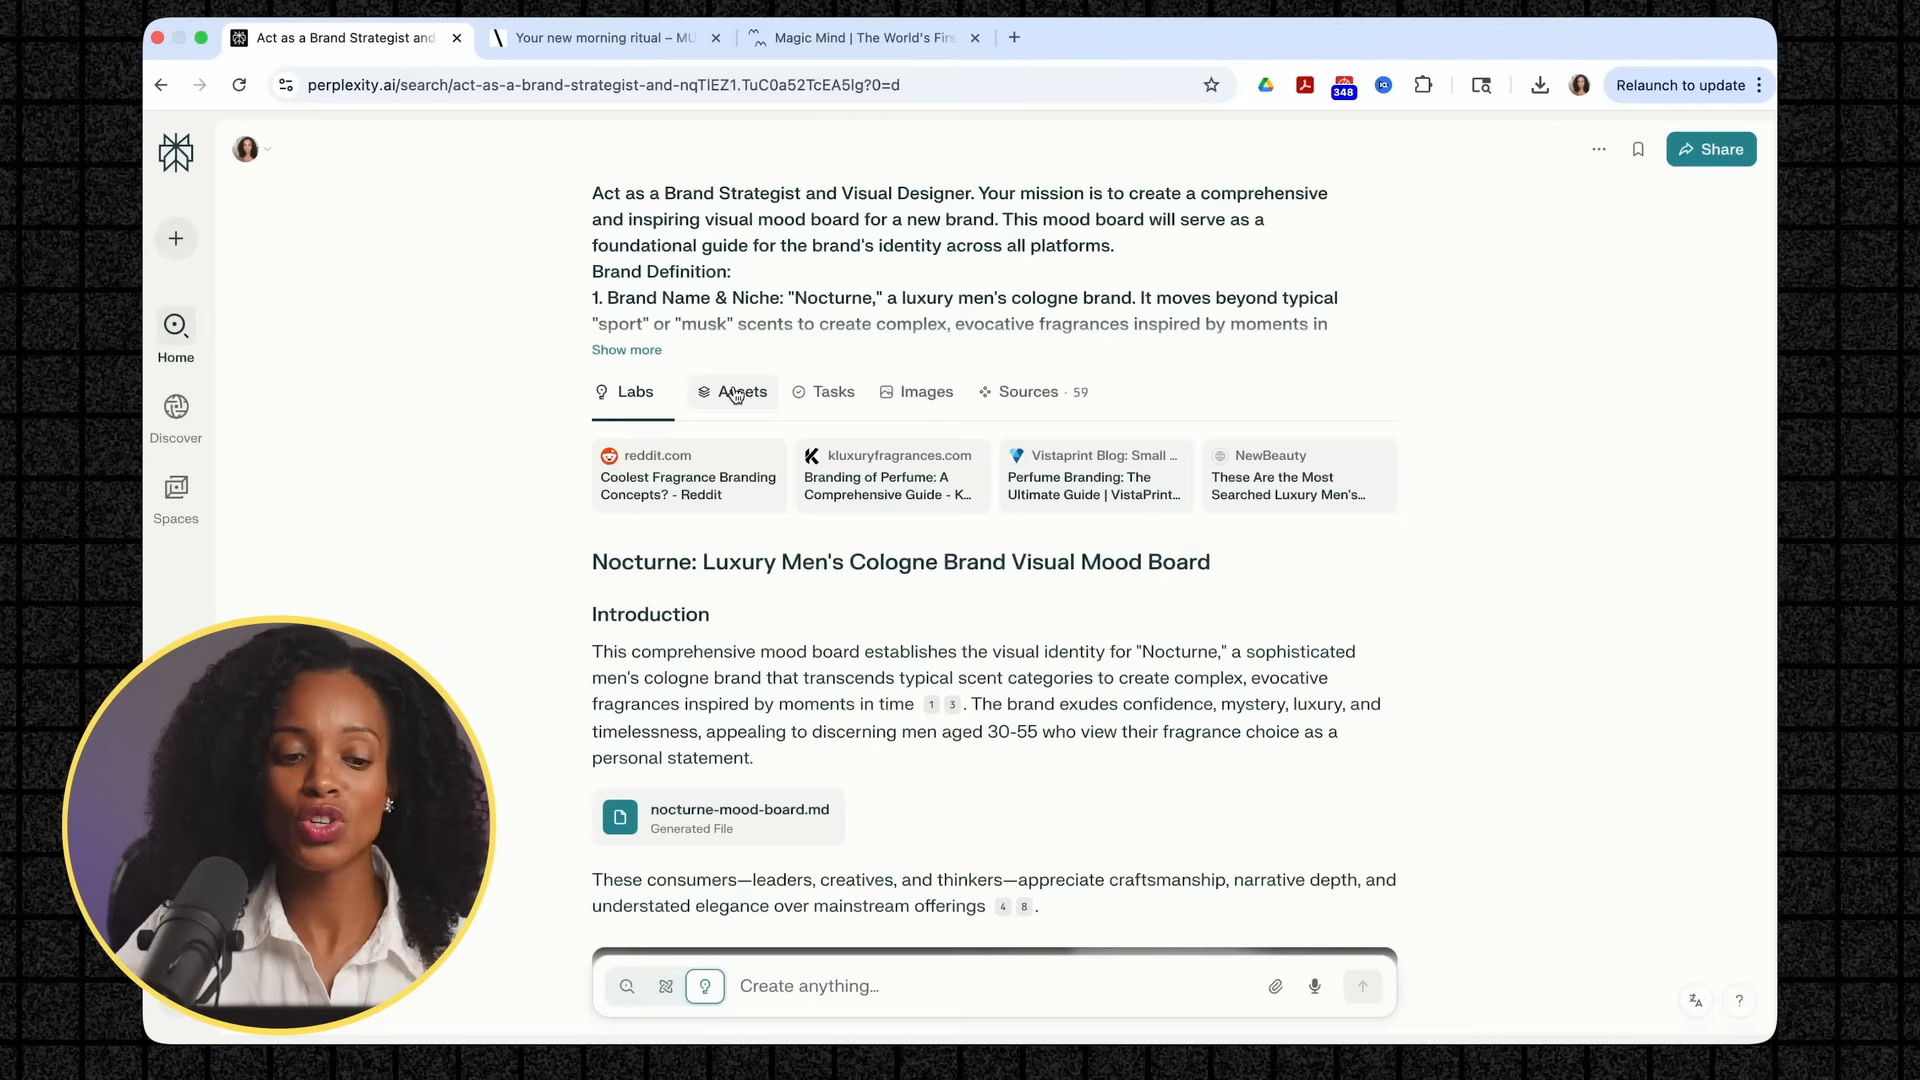 Act as a Brand Strategist and
Your new morning ritual – MU
Magic Mind | The World's Firs
perplexity.ai/search/act-as-a-brand-strategist-and-nqTlEZ1.TuC0a52TcEA5lg?0=d
348
Relaunch to update
Share
Home
Discover
Spaces
Act as a Brand Strategist and Visual Designer. Your mission is to create a comprehensive
and inspiring visual mood board for a new brand. This mood board will serve as a
foundational guide for the brand's identity across all platforms.
Brand Definition:
1. Brand Name & Niche: "Nocturne," a luxury men's cologne brand. It moves beyond typical
"sport" or "musk" scents to create complex, evocative fragrances inspired by moments in
Show more
Labs
Assets
Tasks
Images
Sources · 59
reddit.com
Coolest Fragrance Branding
Concepts? - Reddit
kluxuryfragrances.com
Branding of Perfume: A
Comprehensive Guide - K...
Vistaprint Blog: Small ...
Perfume Branding: The
Ultimate Guide | VistaPrint...
NewBeauty
These Are the Most
Searched Luxury Men's...
Nocturne: Luxury Men's Cologne Brand Visual Mood Board
Introduction
This comprehensive mood board establishes the visual identity for "Nocturne," a sophisticated
men's cologne brand that transcends typical scent categories to create complex, evocative
fragrances inspired by moments in time 1 3 . The brand exudes confidence, mystery, luxury, and
timelessness, appealing to discerning men aged 30-55 who view their fragrance choice as a
personal statement.
nocturne-mood-board.md
Generated File
These consumers—leaders, creatives, and thinkers—appreciate craftsmanship, narrative depth, and
understated elegance over mainstream offerings 4 8 .
Create anything...
?